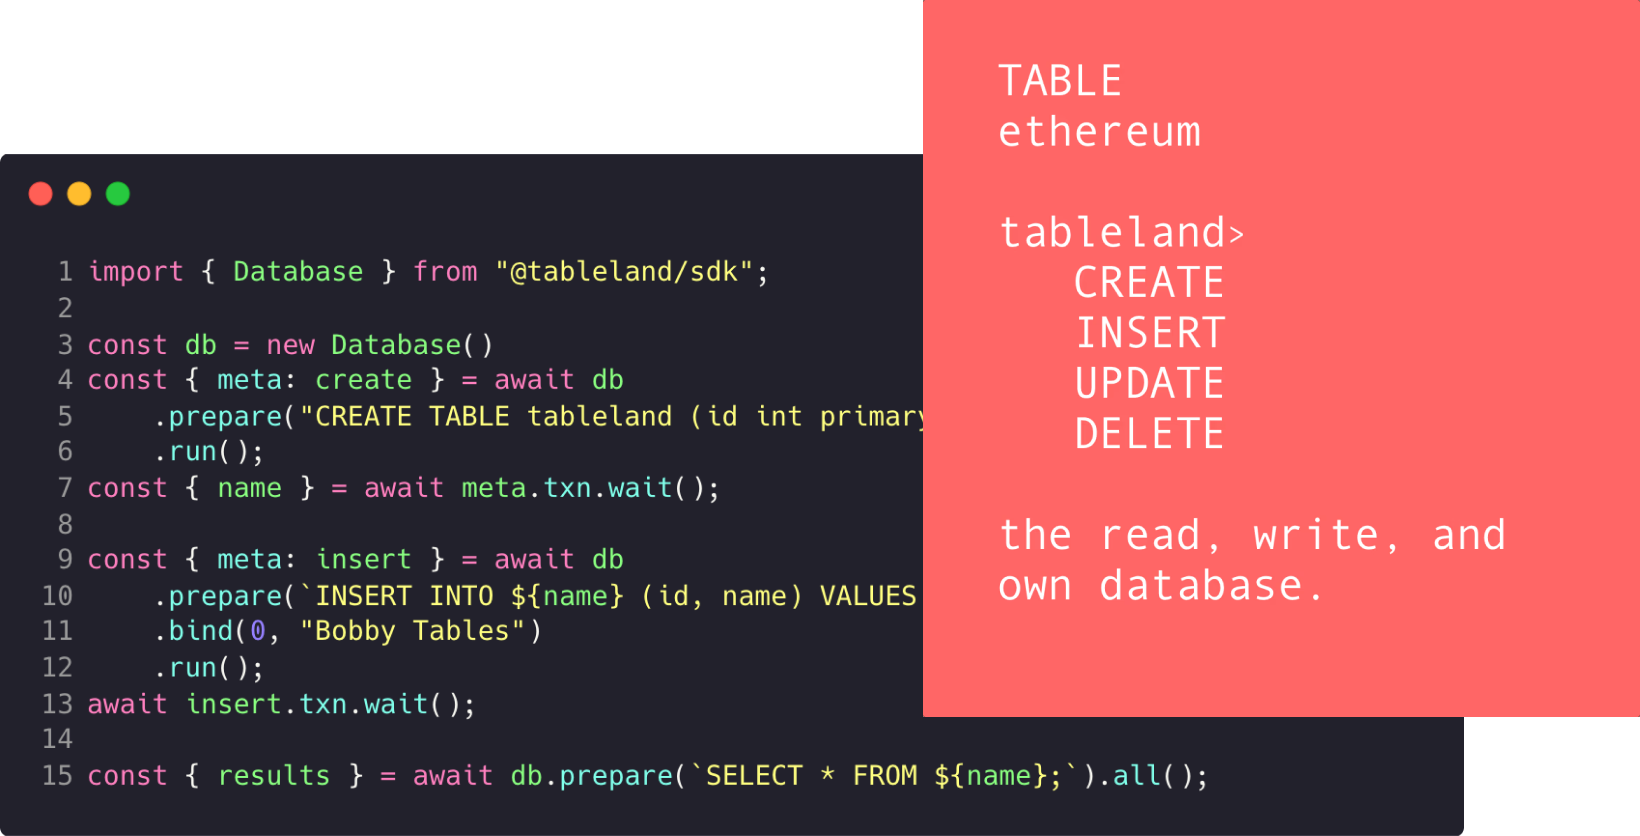 TABLE
ethereum
tableland>
CREATE
INSERT
UPDATE
DELETE
the read, write, and
own database.
1 import { Database } from "@tableland/sdk";
2
3 const db = new Database()
4 const { meta: create } = await db
5     .prepare("CREATE TABLE tableland (id int primary
6     .run();
7 const { name } = await meta.txn.wait();
8
9 const { meta: insert } = await db
10     .prepare(`INSERT INTO ${name} (id, name) VALUES
11     .bind(0, "Bobby Tables")
12     .run();
13 await insert.txn.wait();
14
15 const { results } = await db.prepare(`SELECT * FROM ${name};`).all();